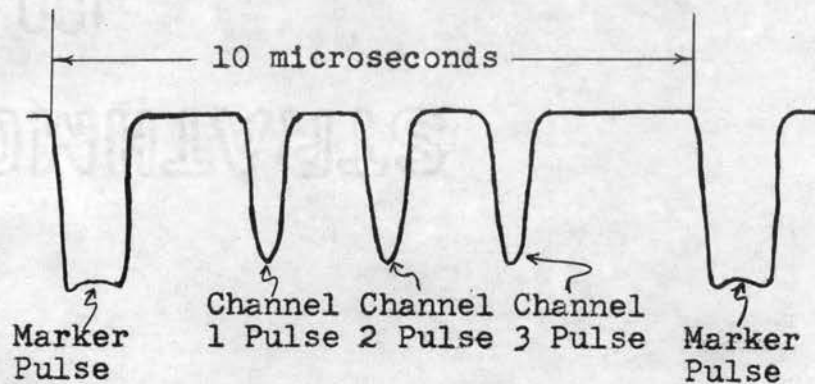 10 microseconds
Marker
Pulse
Channel
1 Pulse
Channel
2 Pulse
Channel
3 Pulse
Marker
Pulse